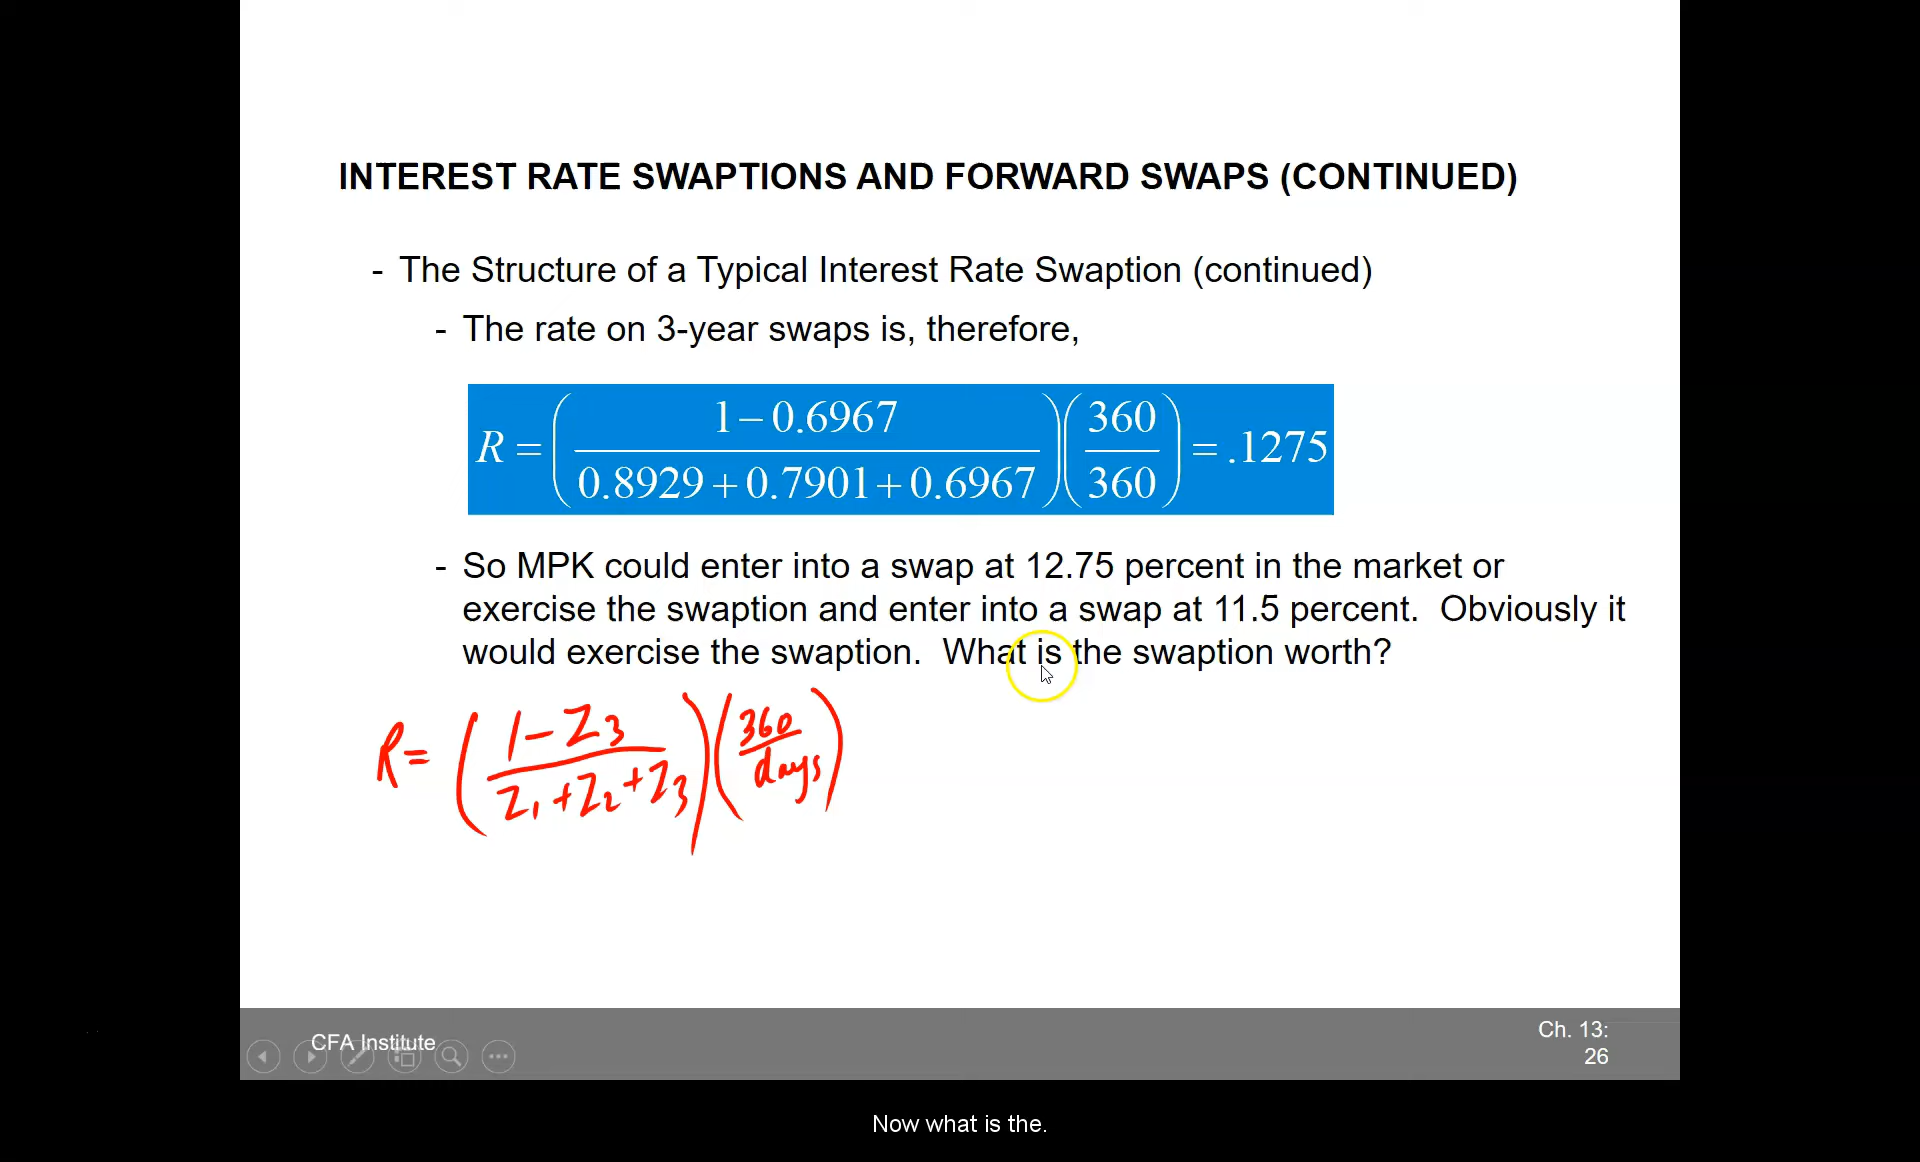 INTEREST RATE SWAPTIONS AND FORWARD SWAPS (CONTINUED)
- The Structure of a Typical Interest Rate Swaption (continued)
- The rate on 3-year swaps is, therefore,
R = ( (1 − 0.6967) / (0.8929 + 0.7901 + 0.6967) ) ( 360 / 360 ) = .1275
- So MPK could enter into a swap at 12.75 percent in the market or
exercise the swaption and enter into a swap at 11.5 percent. Obviously it
would exercise the swaption. What is the swaption worth?
R = ( (1 − Z3) / (Z1 + Z2 + Z3) ) ( 360 / days )
CFA Institute
Ch. 13:
26
Now what is the.